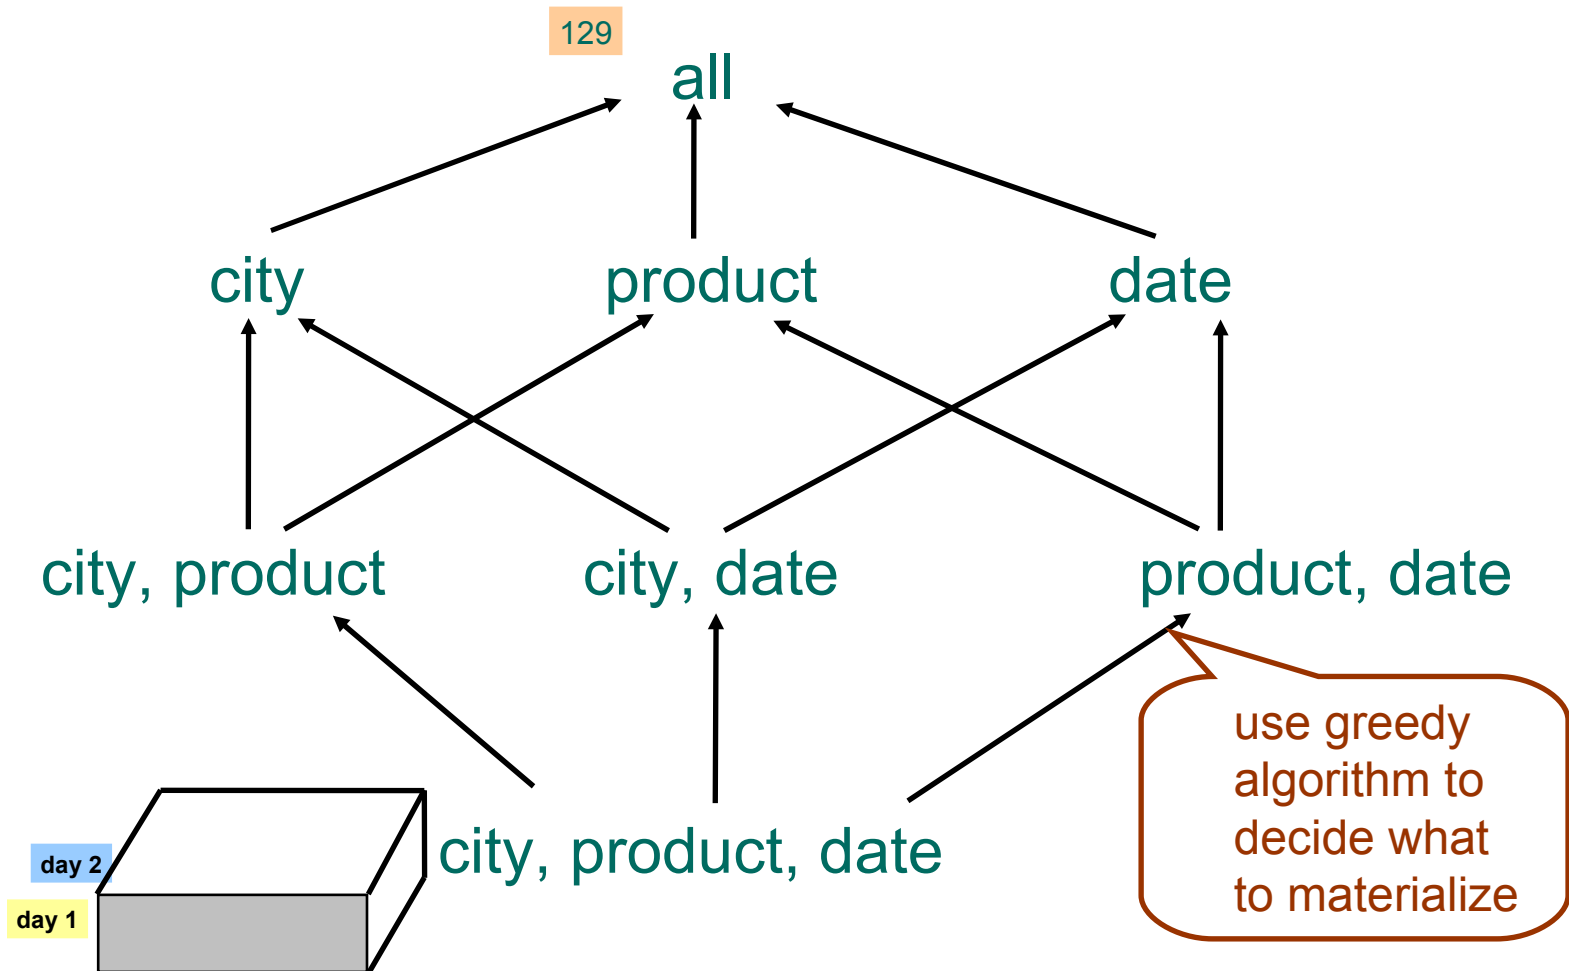 129
all
city product date
city, product city, date product, date
use greedy
algorithm to
decide what
to materialize
city, product, date
day 2
day 1